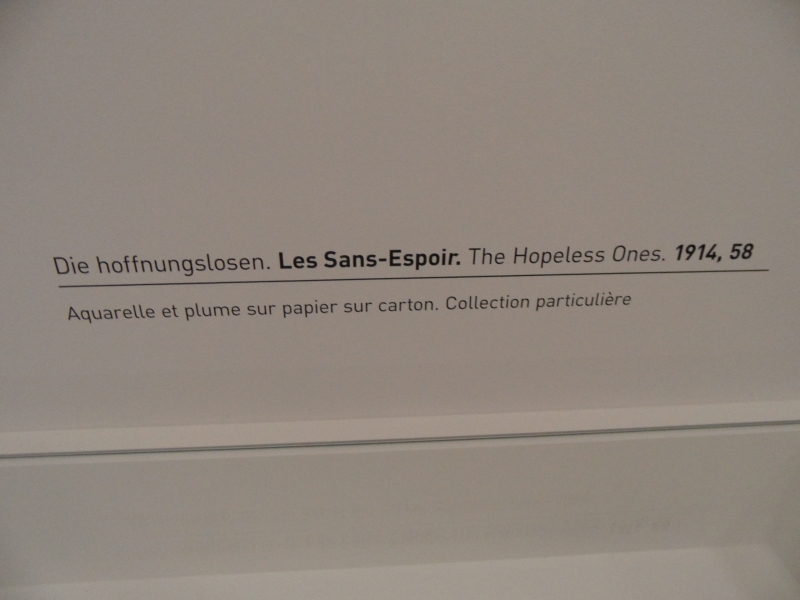 Die hoffnungslosen. Les Sans-Espoir. The Hopeless Ones. 1914, 58
Aquarelle et plume sur papier sur carton. Collection particulière